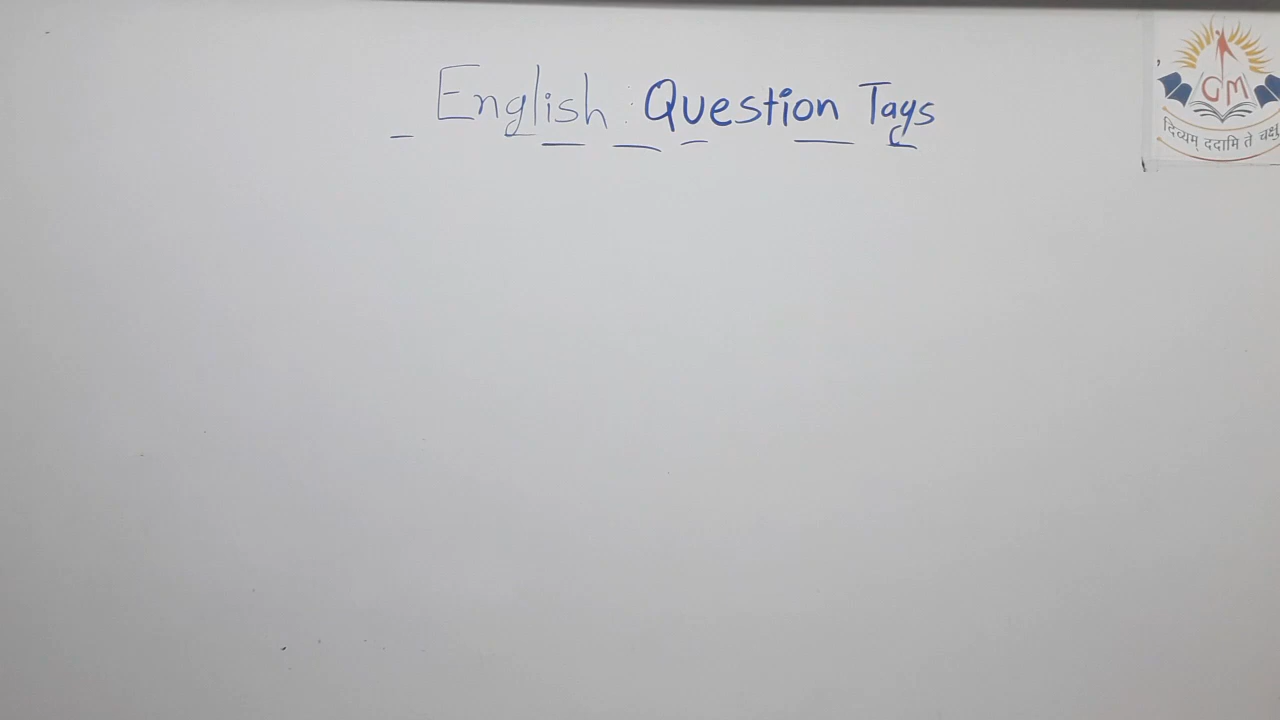 English : Question Tags
GM
दिव्यम् ददामि ते चक्षु